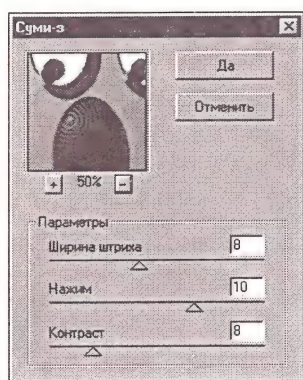 Суми-э
Да
Отменить
+ 50% -
Параметры
Ширина штриха 8
Нажим 10
Контраст 8